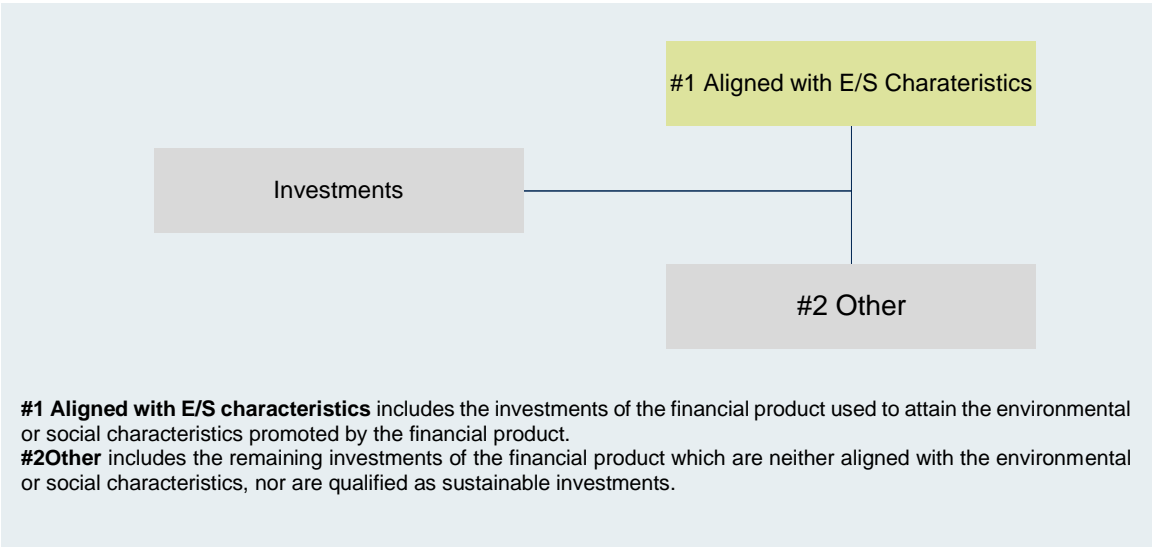 #1 Aligned with E/S Charateristics
Investments
#2 Other
#1 Aligned with E/S characteristics includes the investments of the financial product used to attain the environmental
or social characteristics promoted by the financial product.
#2Other includes the remaining investments of the financial product which are neither aligned with the environmental
or social characteristics, nor are qualified as sustainable investments.